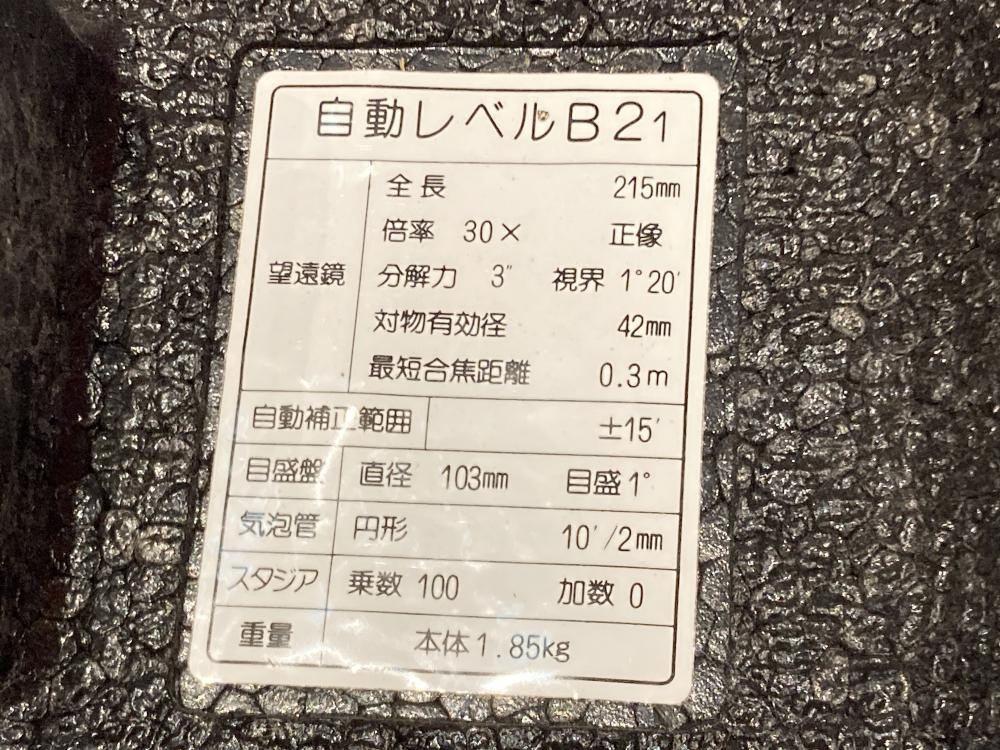 自動レベルB21
望遠鏡
全長 215mm
倍率 30× 正像
分解力 3″ 視界 1°20′
対物有効径 42mm
最短合焦距離 0.3m
自動補正範囲 ±15′
目盛盤 直径 103mm 目盛1°
気泡管 円形 10′/2mm
スタジア 乗数 100 加数 0
重量 本体1.85kg